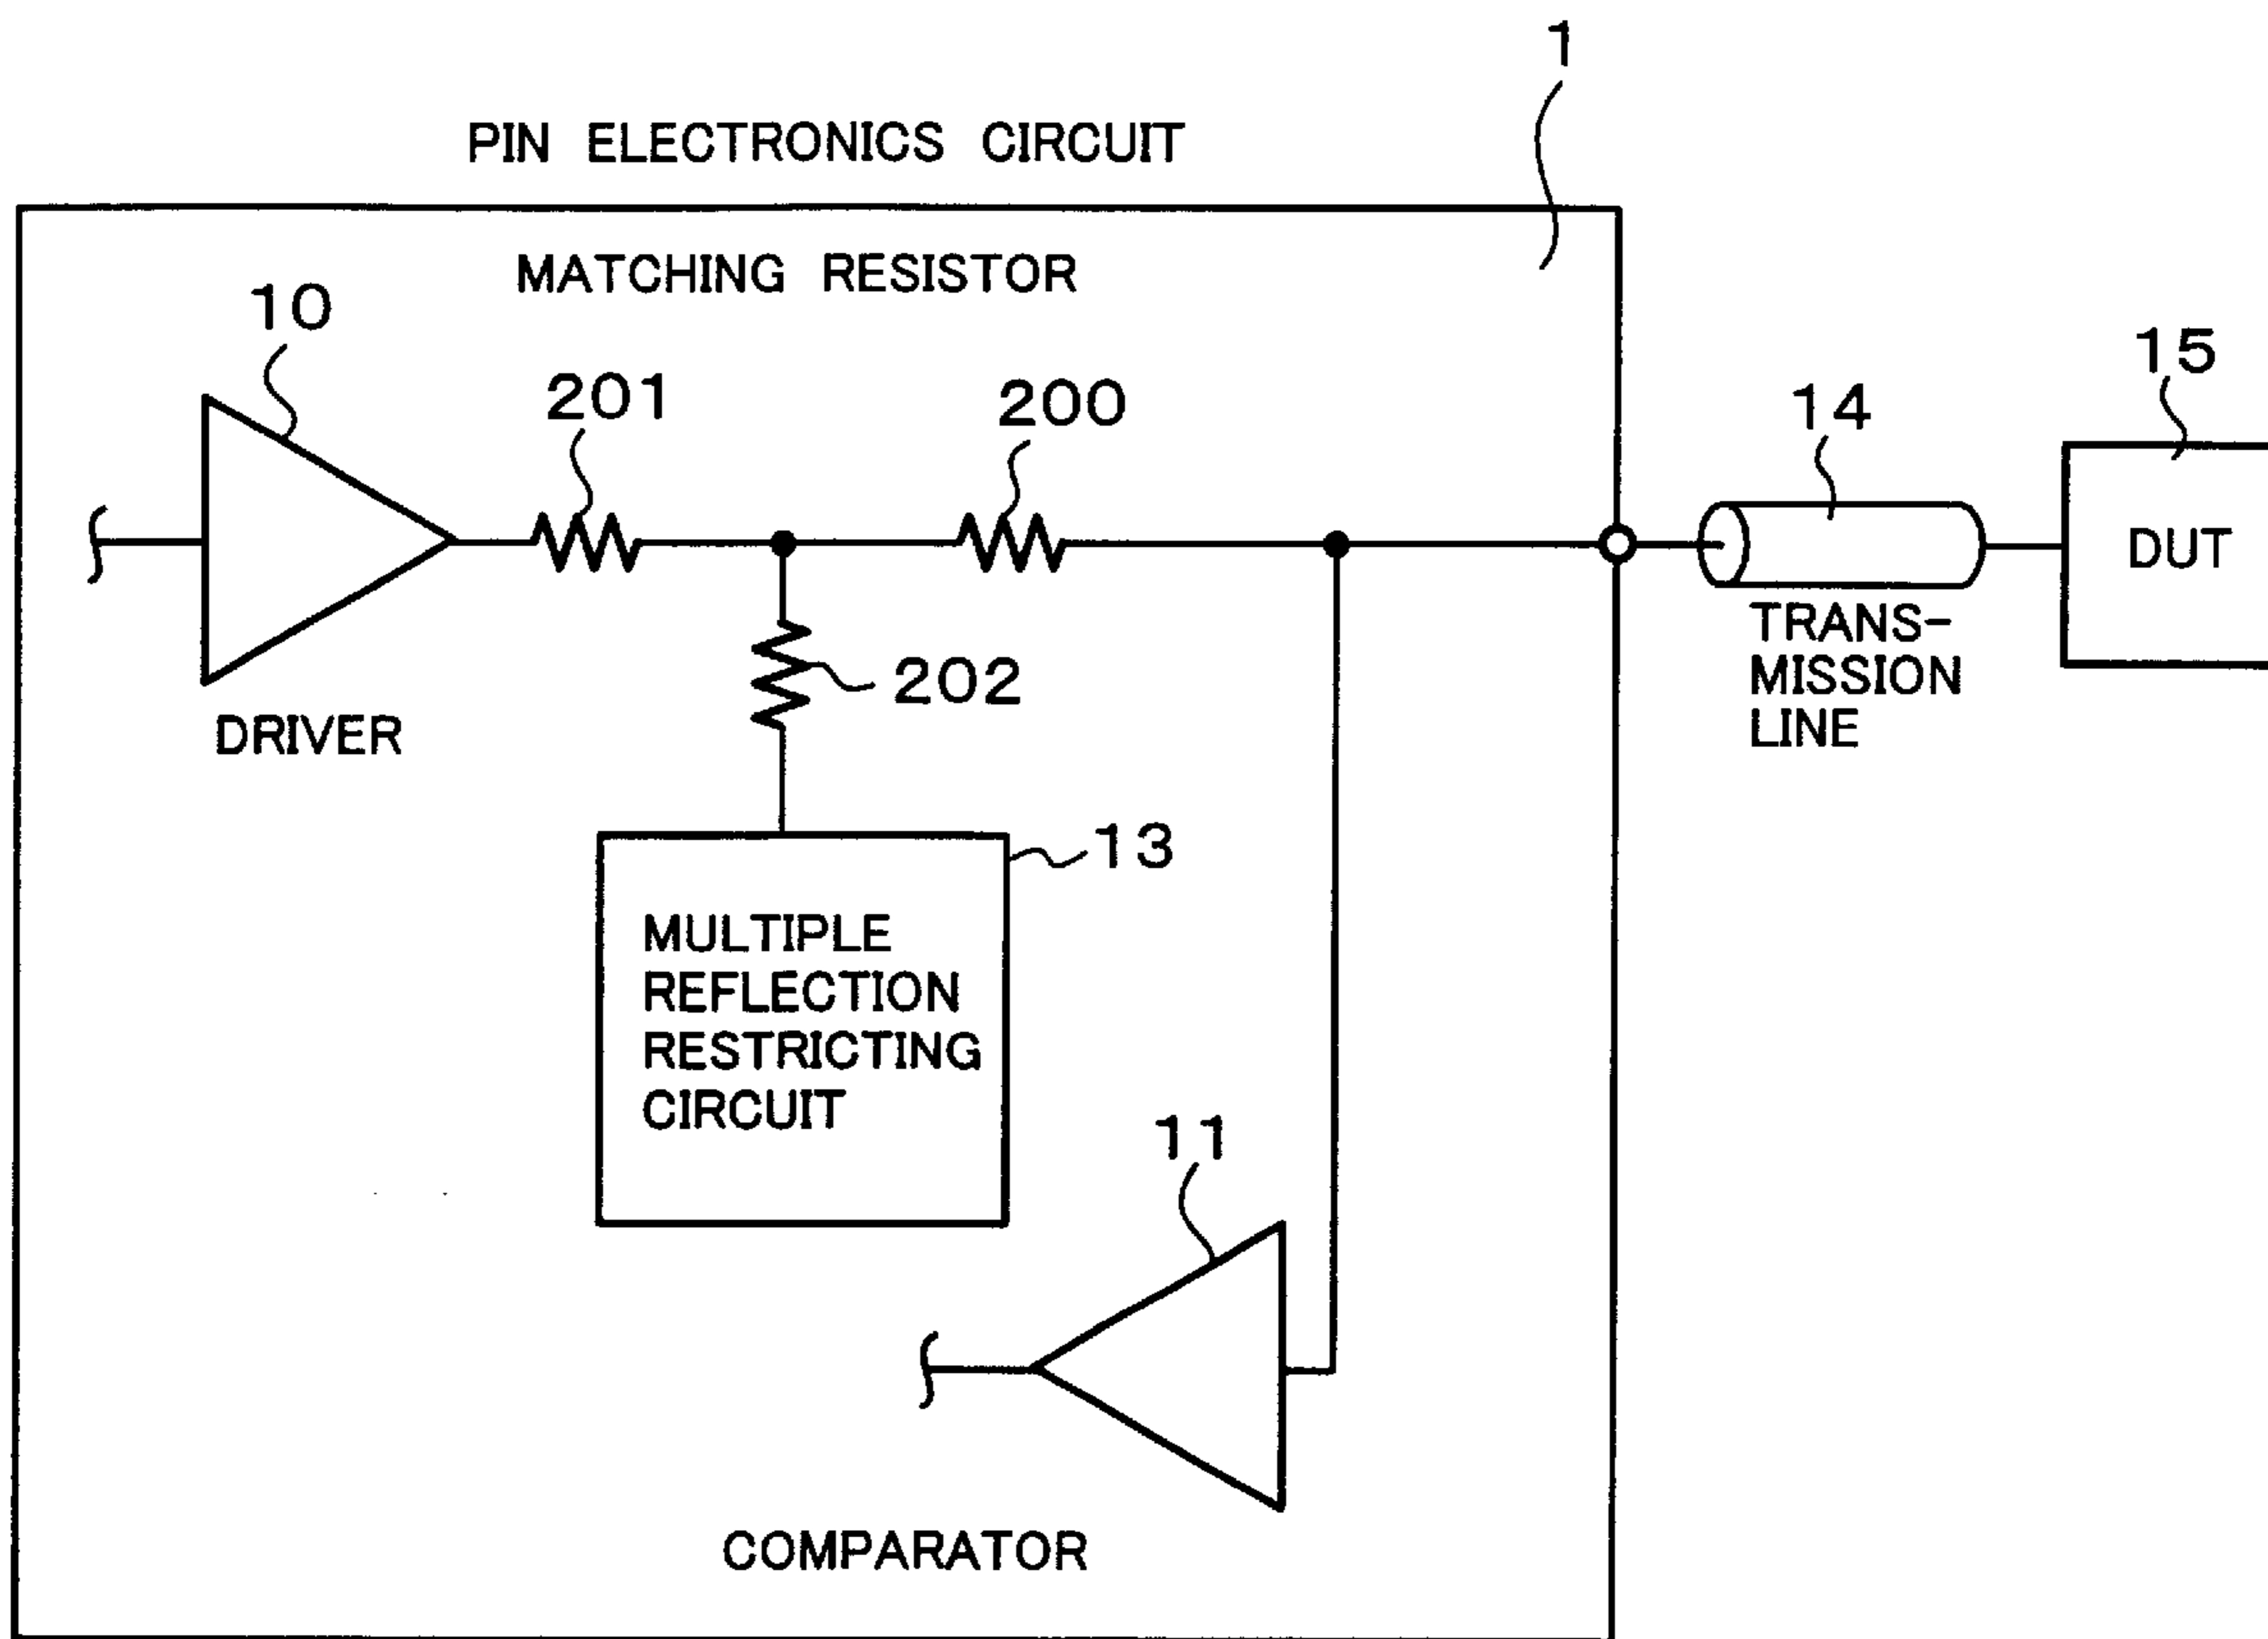 1
PIN ELECTRONICS CIRCUIT
MATCHING RESISTOR
10
201
200
14
15
DUT
TRANS-
MISSION
LINE
202
DRIVER
13
MULTIPLE
REFLECTION
RESTRICTING
CIRCUIT
11
COMPARATOR